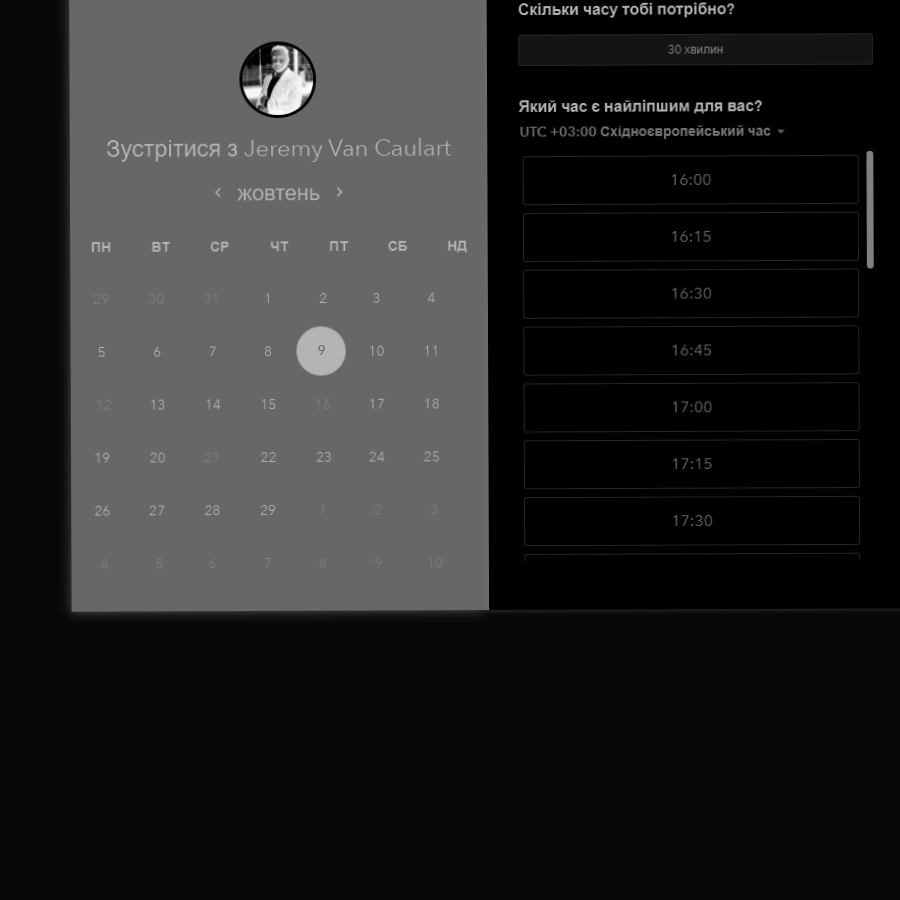 Зустрітися з Jeremy Van Caulart
жовтень
ПН ВТ СР ЧТ ПТ СБ НД
29 30 31 1 2 3 4
5 6 7 8 9 10 11
12 13 14 15 16 17 18
19 20 21 22 23 24 25
26 27 28 29 1 2 3
4 5 6 7 8 9 10
Скільки часу тобі потрібно?
30 хвилин
Який час є найліпшим для вас?
UTC +03:00 Східноєвропейський час
16:00
16:15
16:30
16:45
17:00
17:15
17:30